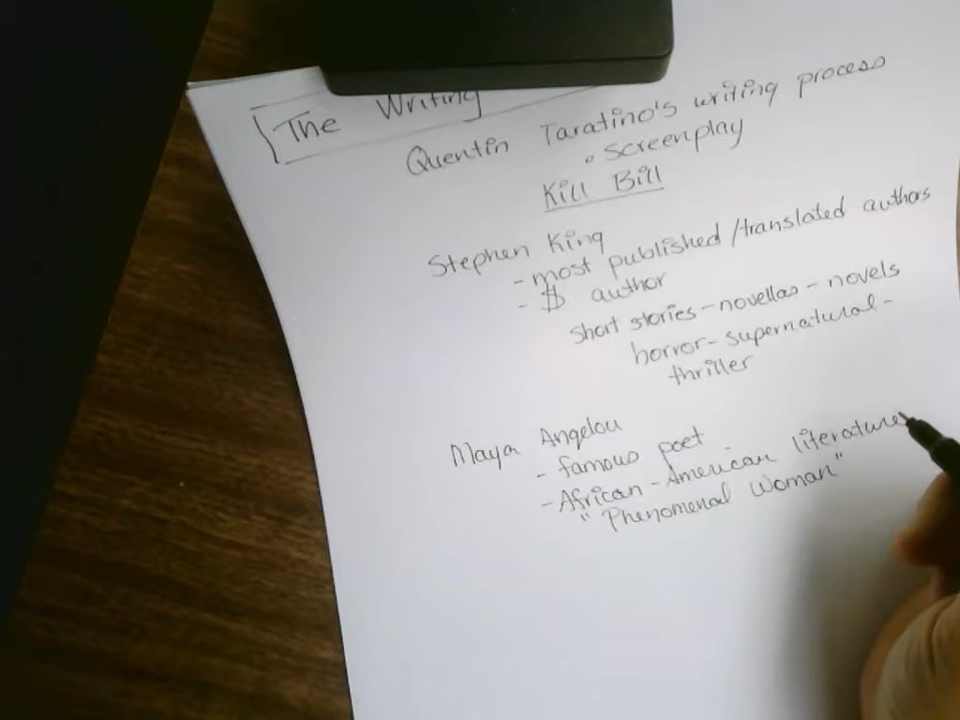 The Writing
Quentin Taratino's writing process
• screenplay
Kill Bill
Stephen King
- most published/translated authors
- $ author
short stories - novellas - novels
horror - supernatural -
thriller
Maya Angelou
- famous poet
- African-American literature
"Phenomenal Woman"